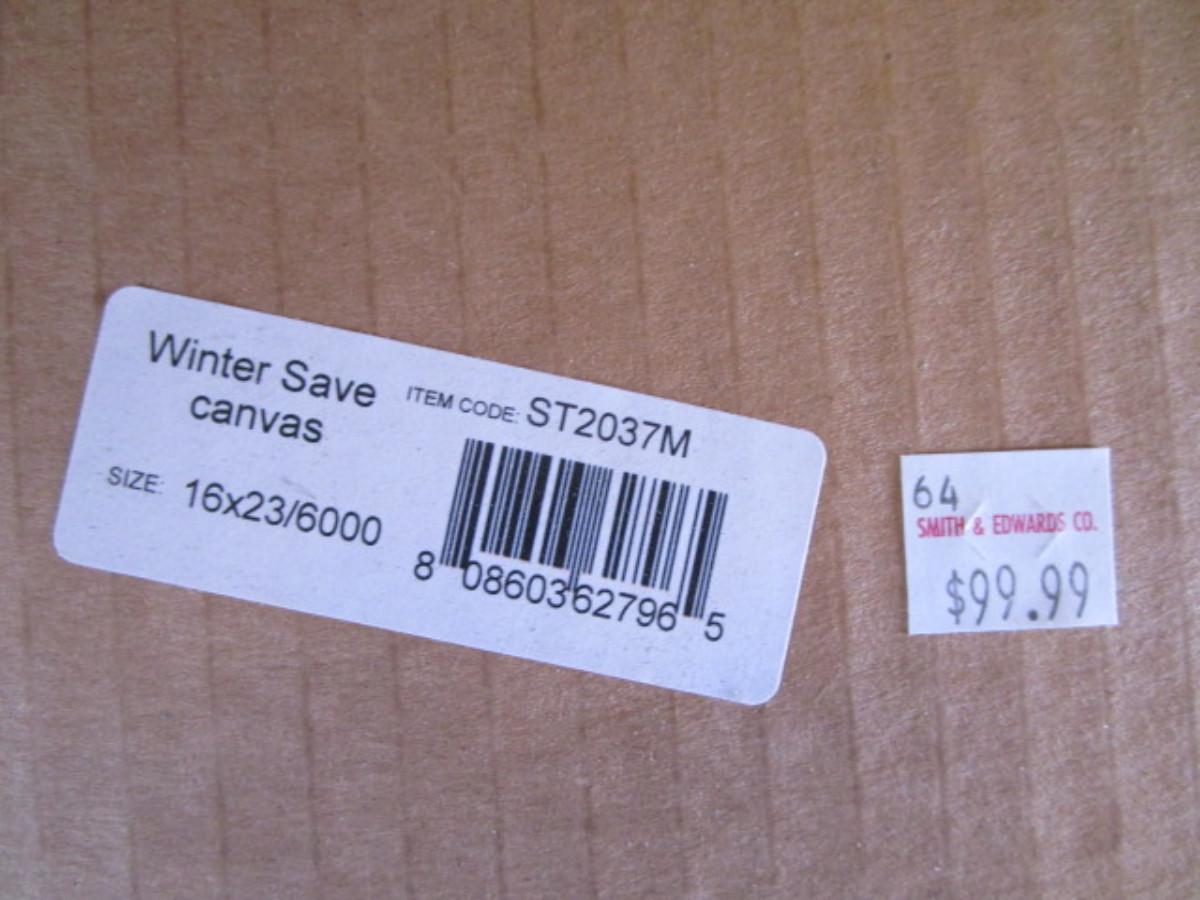 Winter Save
canvas
ITEM CODE: ST2037M
SIZE: 16x23/6000
8 08603 62796 5
64
SMITH & EDWARDS CO.
$99.99